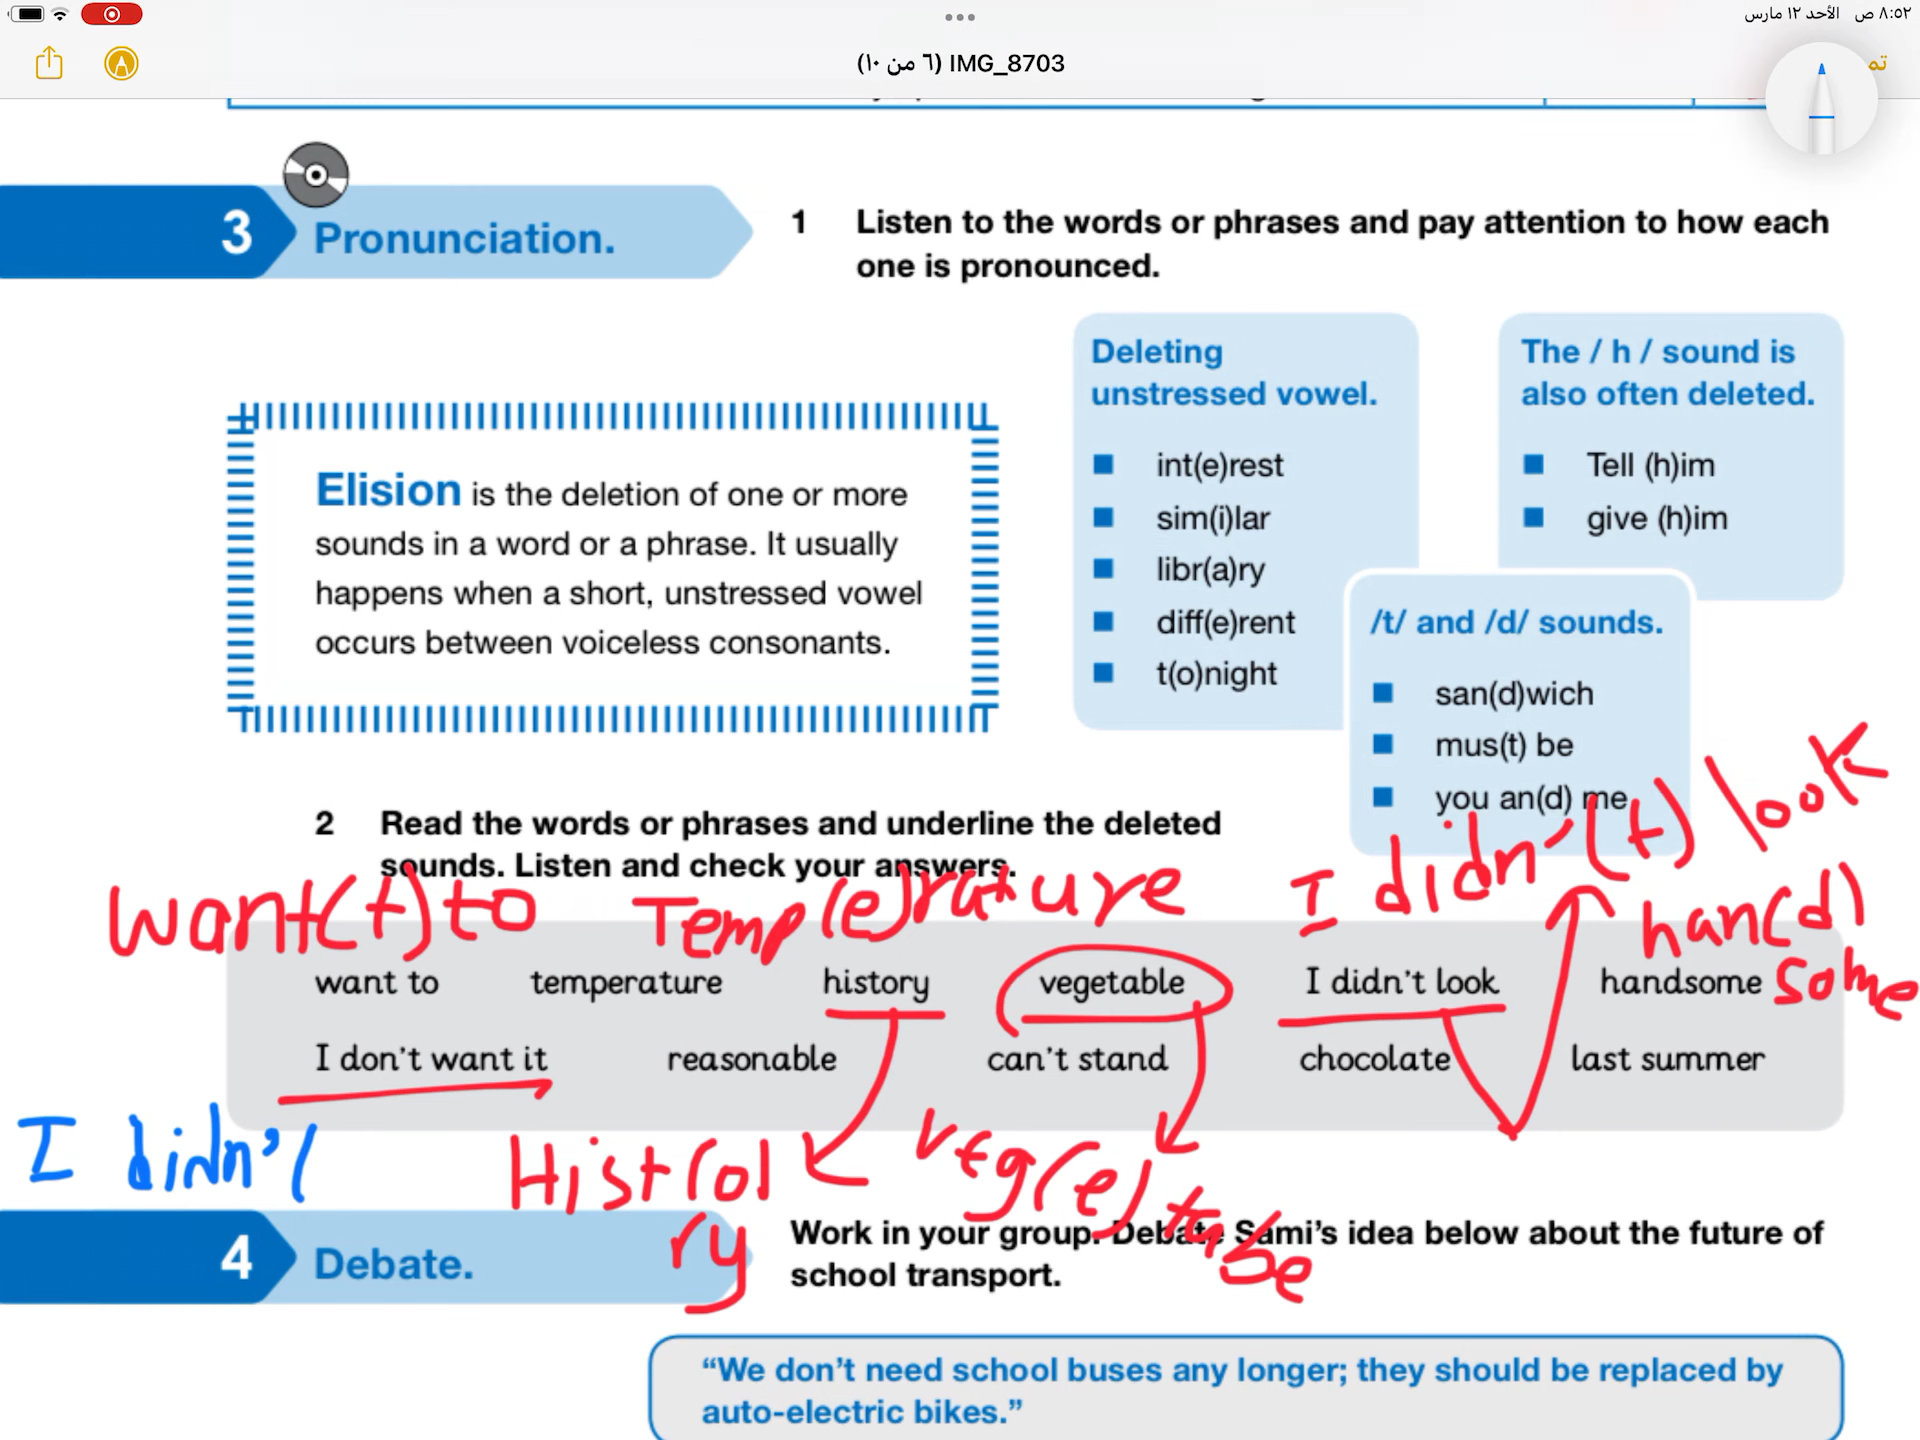 ٨:٥٢ ص الأحد ١٢ مارس
IMG_8703 (٦ من ١٠)
تم
3 Pronunciation.
1 Listen to the words or phrases and pay attention to how each
one is pronounced.
Elision is the deletion of one or more
sounds in a word or a phrase. It usually
happens when a short, unstressed vowel
occurs between voiceless consonants.
Deleting
unstressed vowel.
int(e)rest
sim(i)lar
libr(a)ry
diff(e)rent
t(o)night
The / h / sound is
also often deleted.
Tell (h)im
give (h)im
/t/ and /d/ sounds.
san(d)wich
mus(t) be
you an(d) me
2 Read the words or phrases and underline the deleted
sounds. Listen and check your answers.
want(t) to Temp(e)rature I didn't(t) look
han(d)
some
want to temperature history vegetable I didn't look handsome
I don't want it reasonable can't stand chocolate last summer
I didn'(
Hist(o)
ry
veg(e)
tabe
4 Debate.
Work in your group. Debate Sami's idea below about the future of
school transport.
“We don't need school buses any longer; they should be replaced by
auto-electric bikes.”